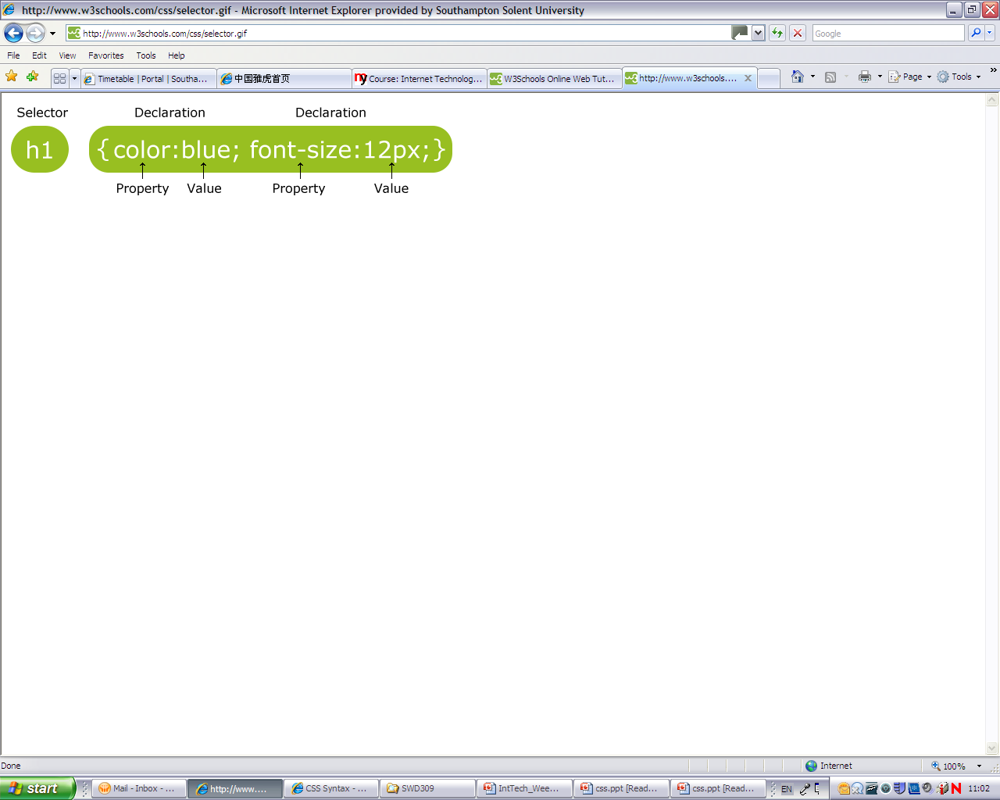 http://www.w3schools.com/css/selector.gif - Microsoft Internet Explorer provided by Southampton Solent University
http://www.w3schools.com/css/selector.gif
Google
File Edit View Favorites Tools Help
Timetable | Portal | Southa... 中国雅虎首页 my Course: Internet Technolog... W3Schools Online Web Tut... http://www.w3schools.... Page Tools
Selector Declaration Declaration
h1 {color:blue; font-size:12px;}
Property Value Property Value
Done Internet 100%
start Mail - Inbox - ... http://www.... CSS Syntax - ... SWD309 IntTech_Wee... css.ppt [Read... css.ppt [Read... EN 11:02